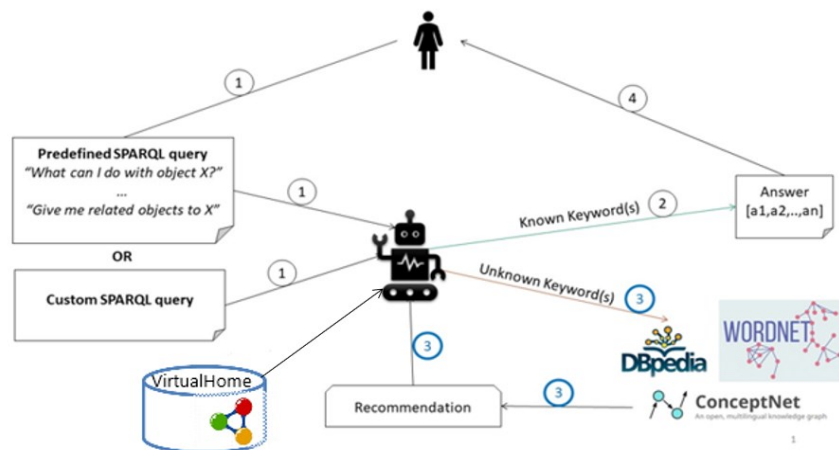 1
4
Predefined SPARQL query
“What can I do with object X?”
...
“Give me related objects to X”
1
Known Keyword(s)
2
Answer
[a1,a2,..,an]
OR
1
Custom SPARQL query
Unknown Keyword(s)
3
WORDNET
DBpedia
3
VirtualHome
Recommendation
3
ConceptNet
An open, multilingual knowledge graph
1